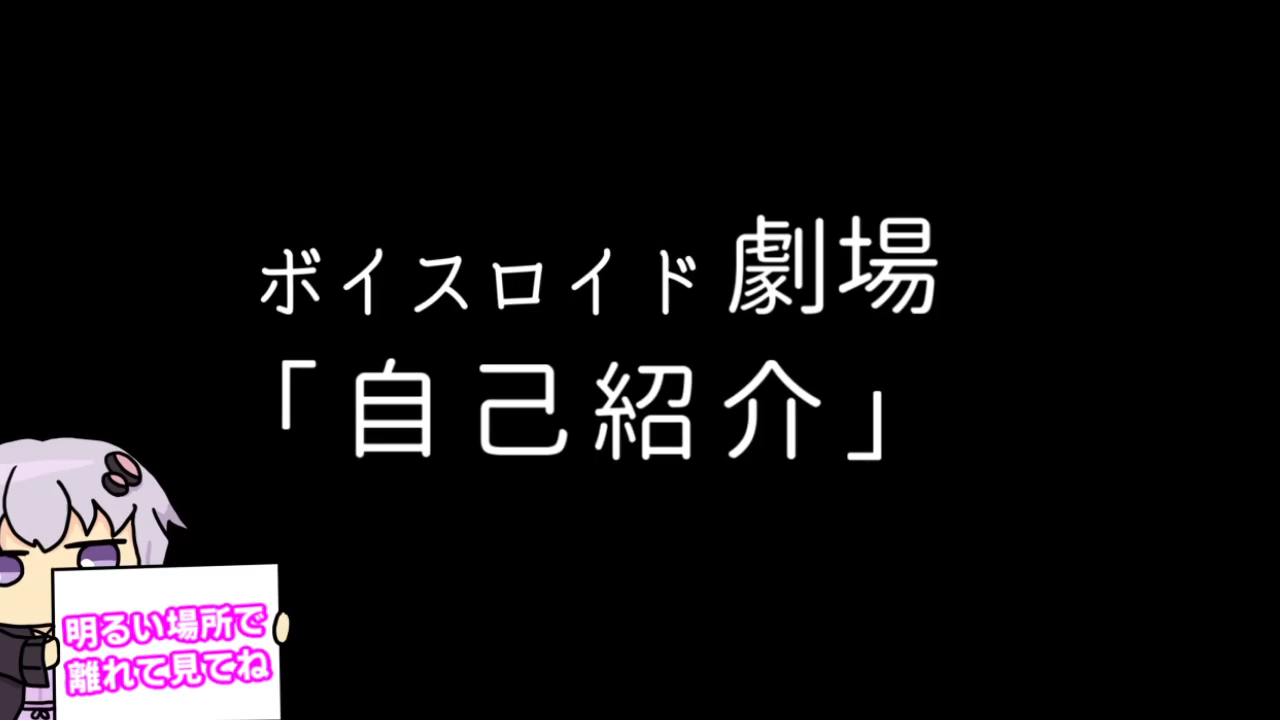 ボイスロイド劇場
「自己紹介」
明るい場所で
離れて見てね